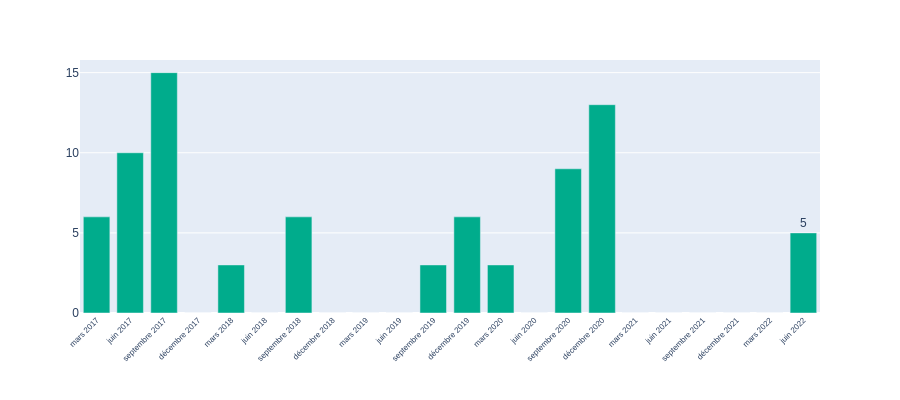 15
10
5
0
5
mars 2017
juin 2017
septembre 2017
décembre 2017
mars 2018
juin 2018
septembre 2018
décembre 2018
mars 2019
juin 2019
septembre 2019
décembre 2019
mars 2020
juin 2020
septembre 2020
décembre 2020
mars 2021
juin 2021
septembre 2021
décembre 2021
mars 2022
juin 2022